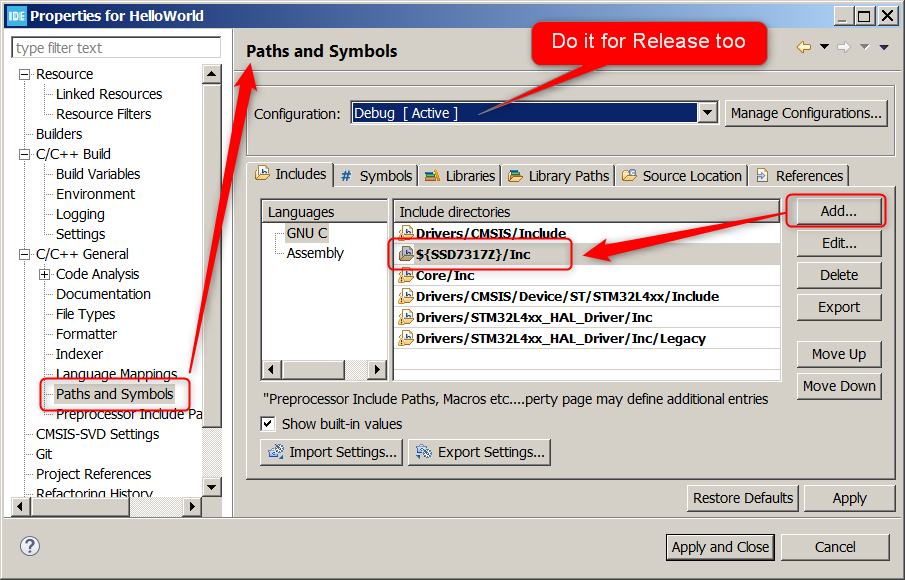 IDE Properties for HelloWorld
type filter text
Resource
Linked Resources
Resource Filters
Builders
C/C++ Build
Build Variables
Environment
Logging
Settings
C/C++ General
Code Analysis
Documentation
File Types
Formatter
Indexer
Language Mappings
Paths and Symbols
Preprocessor Include Pa
CMSIS-SVD Settings
Git
Project References
Refactoring History
Paths and Symbols
Do it for Release too
Configuration: Debug [ Active ] Manage Configurations...
Includes # Symbols Libraries Library Paths Source Location References
Languages
GNU C
Assembly
Include directories
Drivers/CMSIS/Include
${SSD7317Z}/Inc
Core/Inc
Drivers/CMSIS/Device/ST/STM32L4xx/Include
Drivers/STM32L4xx_HAL_Driver/Inc
Drivers/STM32L4xx_HAL_Driver/Inc/Legacy
Add...
Edit...
Delete
Export
Move Up
Move Down
"Preprocessor Include Paths, Macros etc....perty page may define additional entries
Show built-in values
Import Settings... Export Settings...
Restore Defaults Apply
? Apply and Close Cancel